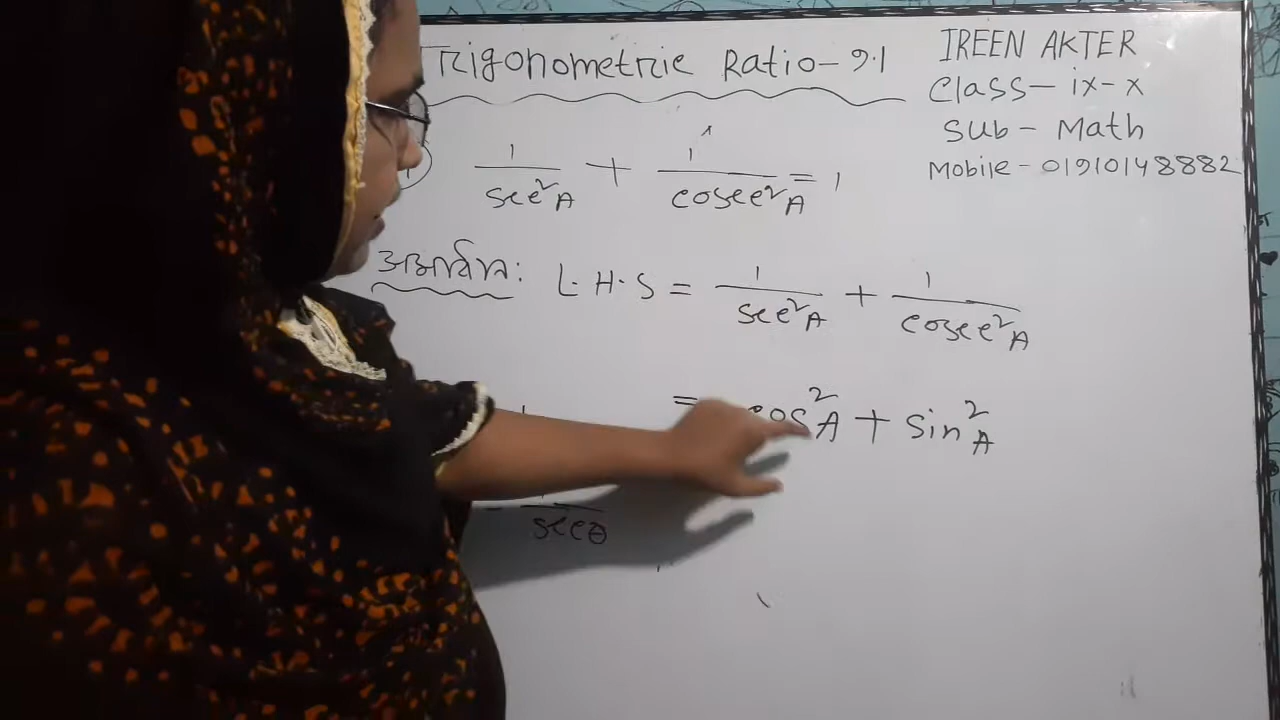 Trigonometric Ratio - 9.1
IREEN AKTER
Class - ix - x
Sub - Math
Mobile - 01910148882
1/sec²A + 1/cosec²A = 1
L.H.S = 1/sec²A + 1/cosec²A
= cos²A + sin²A
secθ